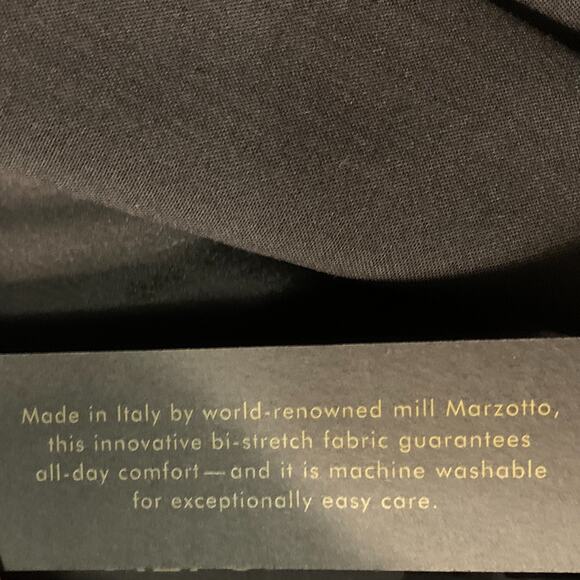 Made in Italy by world-renowned mill Marzotto,
this innovative bi-stretch fabric guarantees
all-day comfort—and it is machine washable
for exceptionally easy care.